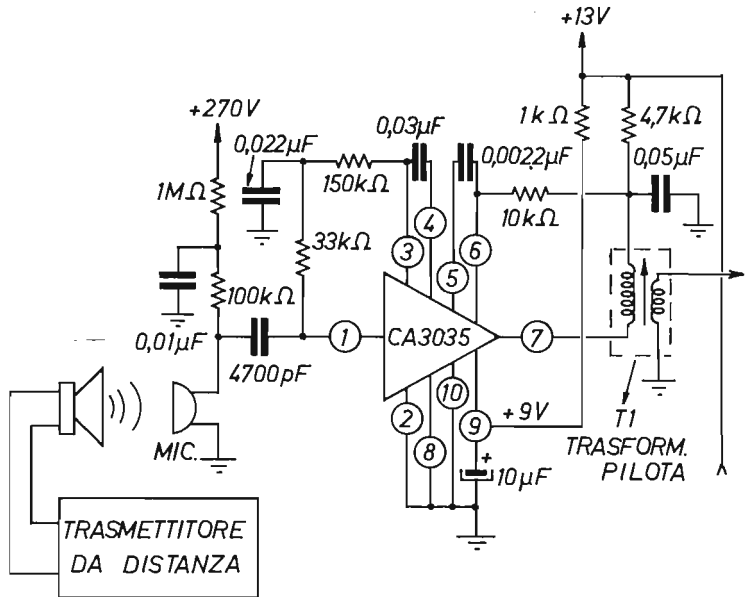 +13V
+270V
1kΩ
4,7kΩ
0,022μF
0,03μF
0,0022μF
0,05μF
1MΩ
150kΩ
10kΩ
4
3
6
5
33kΩ
100kΩ
0,01μF
4700pF
1
CA3035
7
10
2
9
+9V
8
T1
TRASFORM.
PILOTA
MIC.
+
10μF
TRASMETTITORE
DA DISTANZA